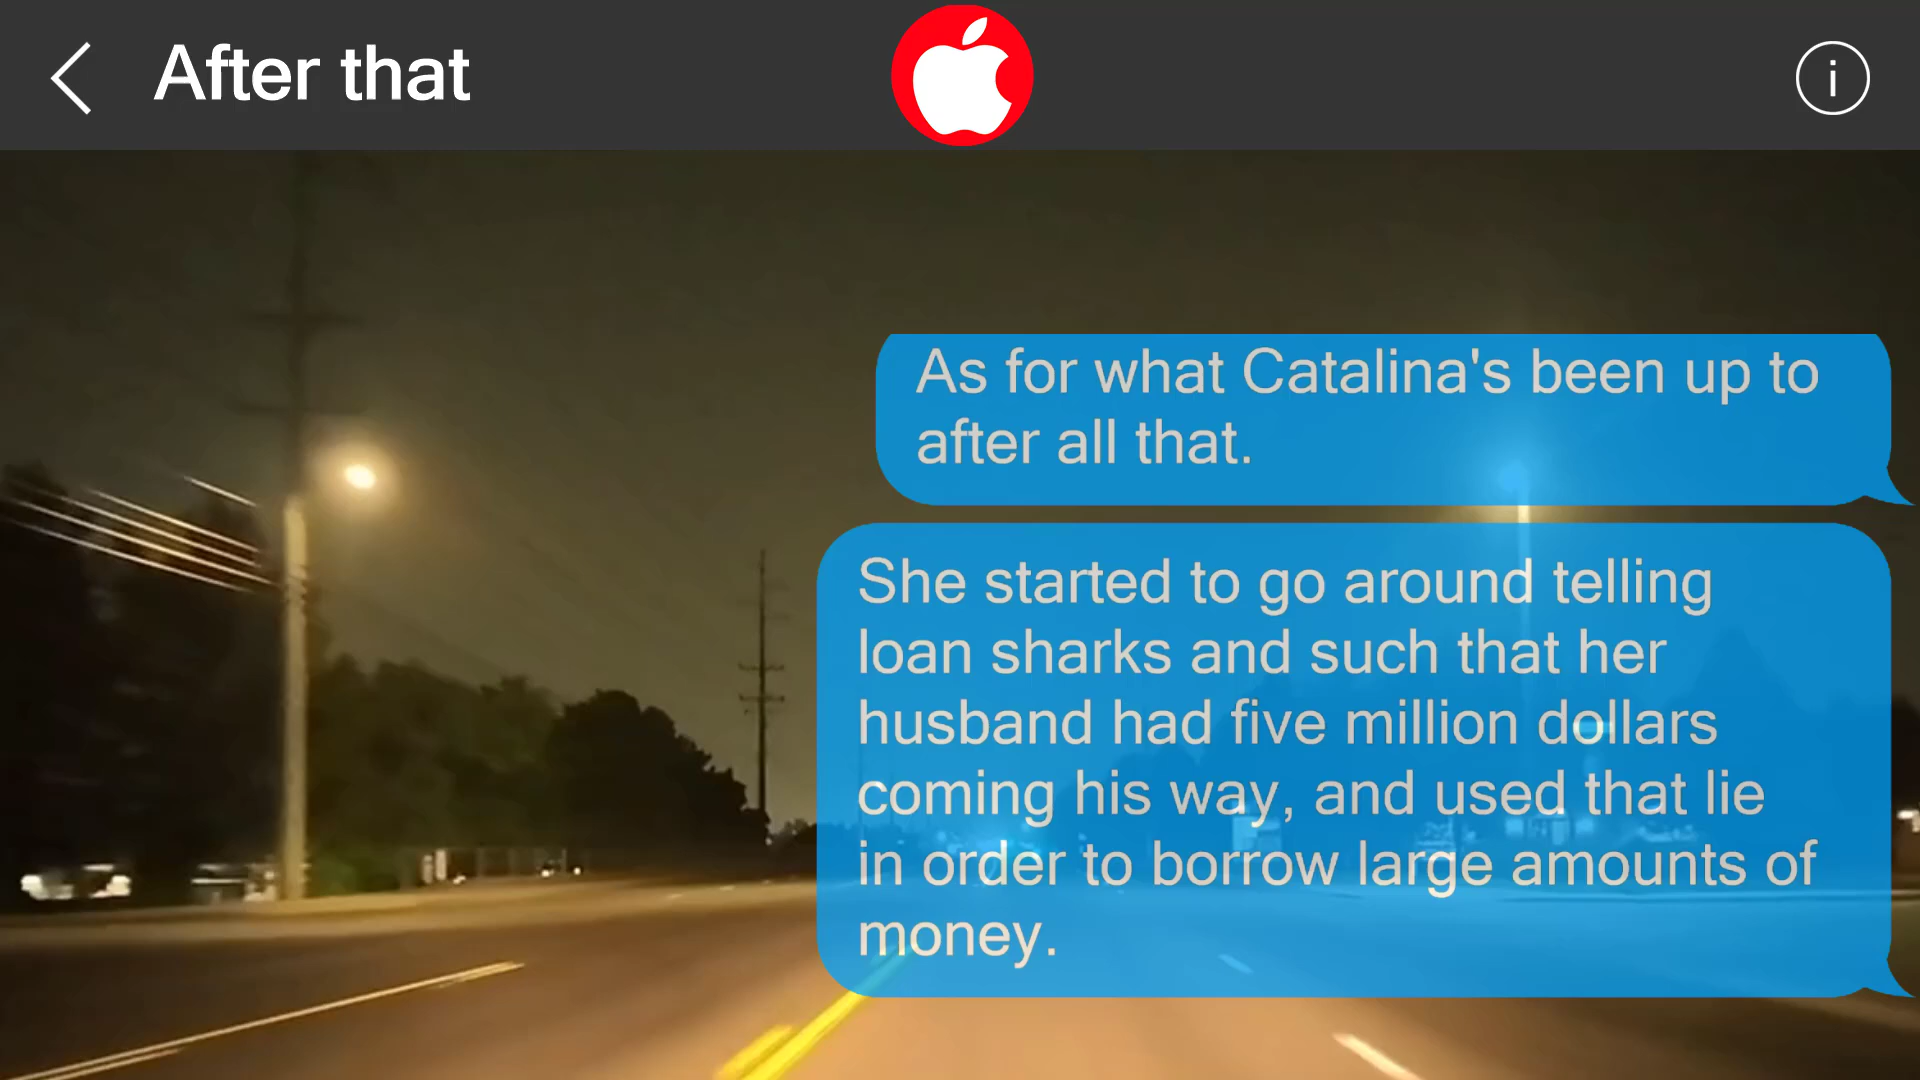 After that
i
As for what Catalina's been up to
after all that.
She started to go around telling
loan sharks and such that her
husband had five million dollars
coming his way, and used that lie
in order to borrow large amounts of
money.